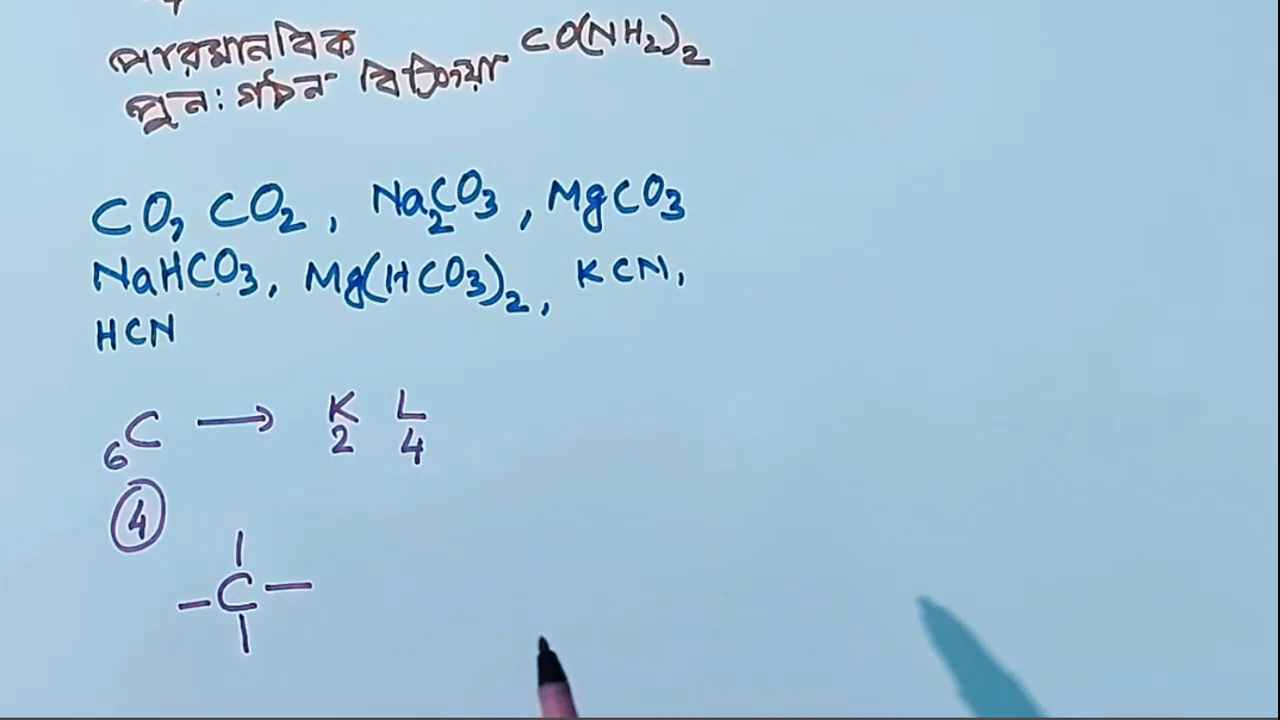 পারমানবিক
পুন: গঠন বিক্রিয়া CO(NH₂)₂
CO, CO₂, Na₂CO₃, MgCO₃
NaHCO₃, Mg(HCO₃)₂, KCN,
HCN
₆C → K L
2 4
4
C